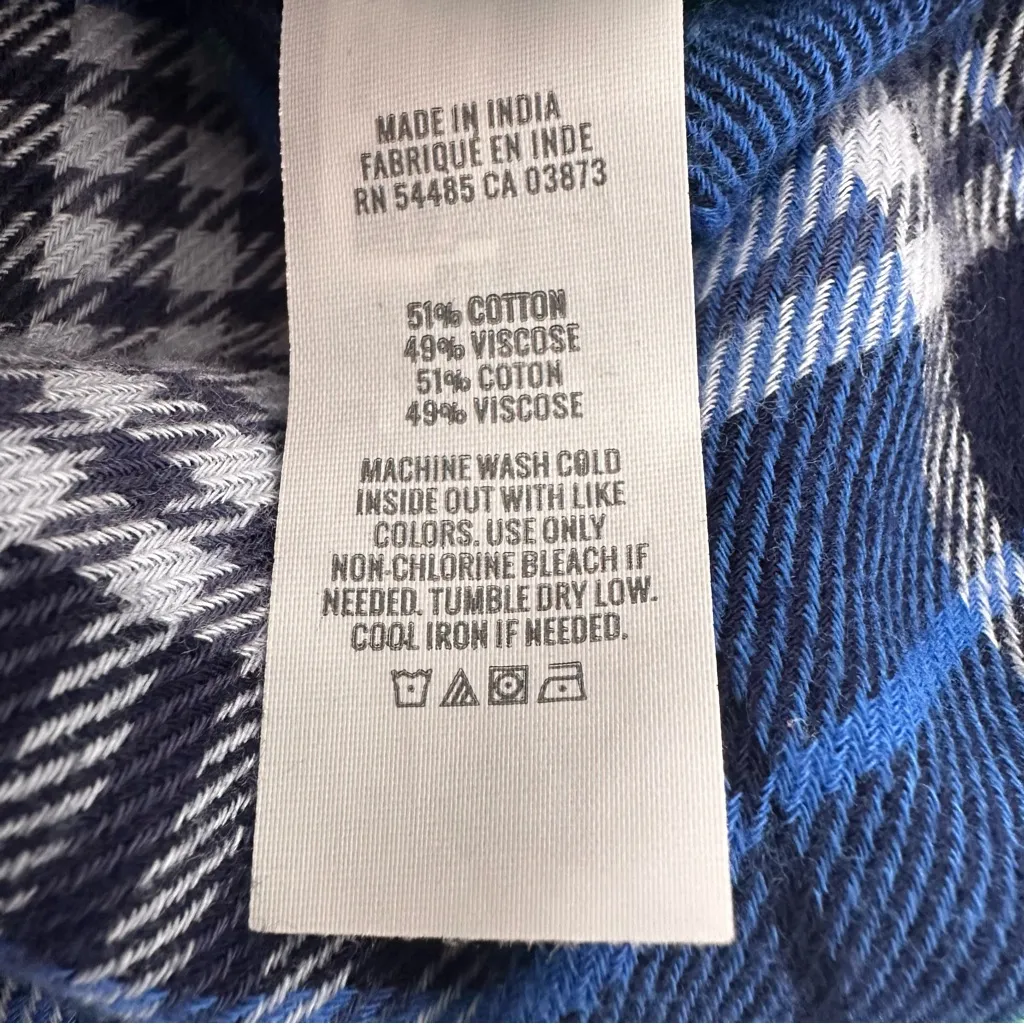 MADE IN INDIA
FABRIQUÉ EN INDE
RN 54485 CA 03873
51% COTTON
49% VISCOSE
51% COTON
49% VISCOSE
MACHINE WASH COLD
INSIDE OUT WITH LIKE
COLORS. USE ONLY
NON-CHLORINE BLEACH IF
NEEDED. TUMBLE DRY LOW.
COOL IRON IF NEEDED.